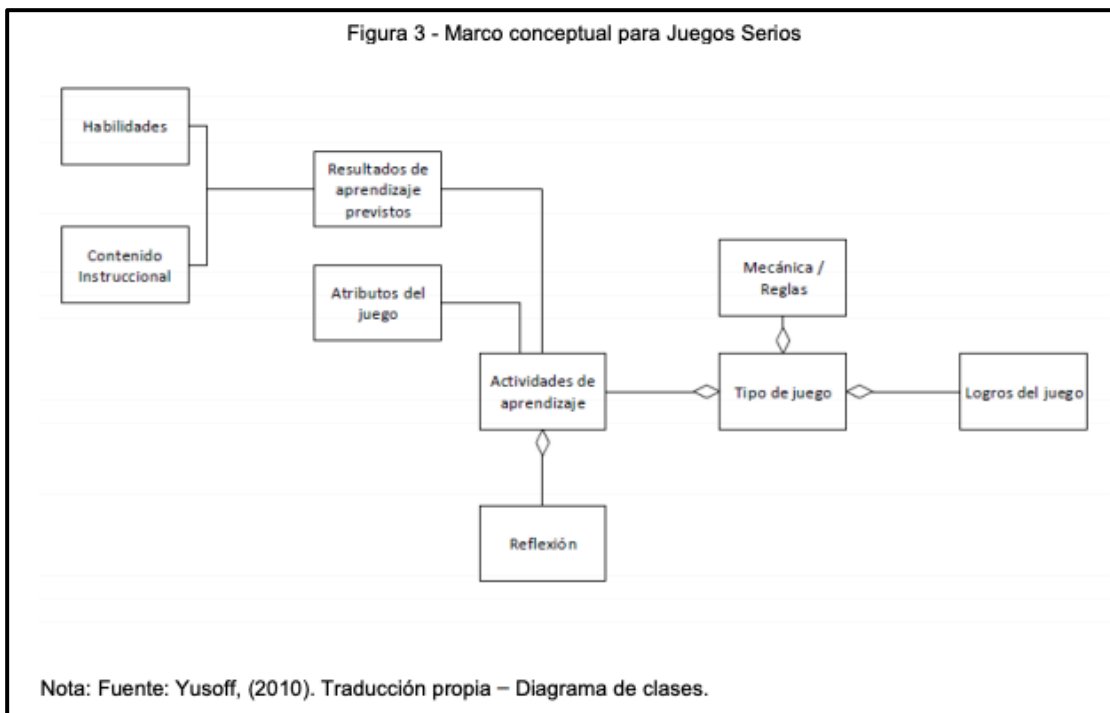 Figura 3 - Marco conceptual para Juegos Serios
Habilidades
Resultados de
aprendizaje
previstos
Contenido
Instruccional
Atributos del
juego
Mecánica /
Reglas
Actividades de
aprendizaje
Tipo de juego
Logros del juego
Reflexión
Nota: Fuente: Yusoff, (2010). Traducción propia – Diagrama de clases.